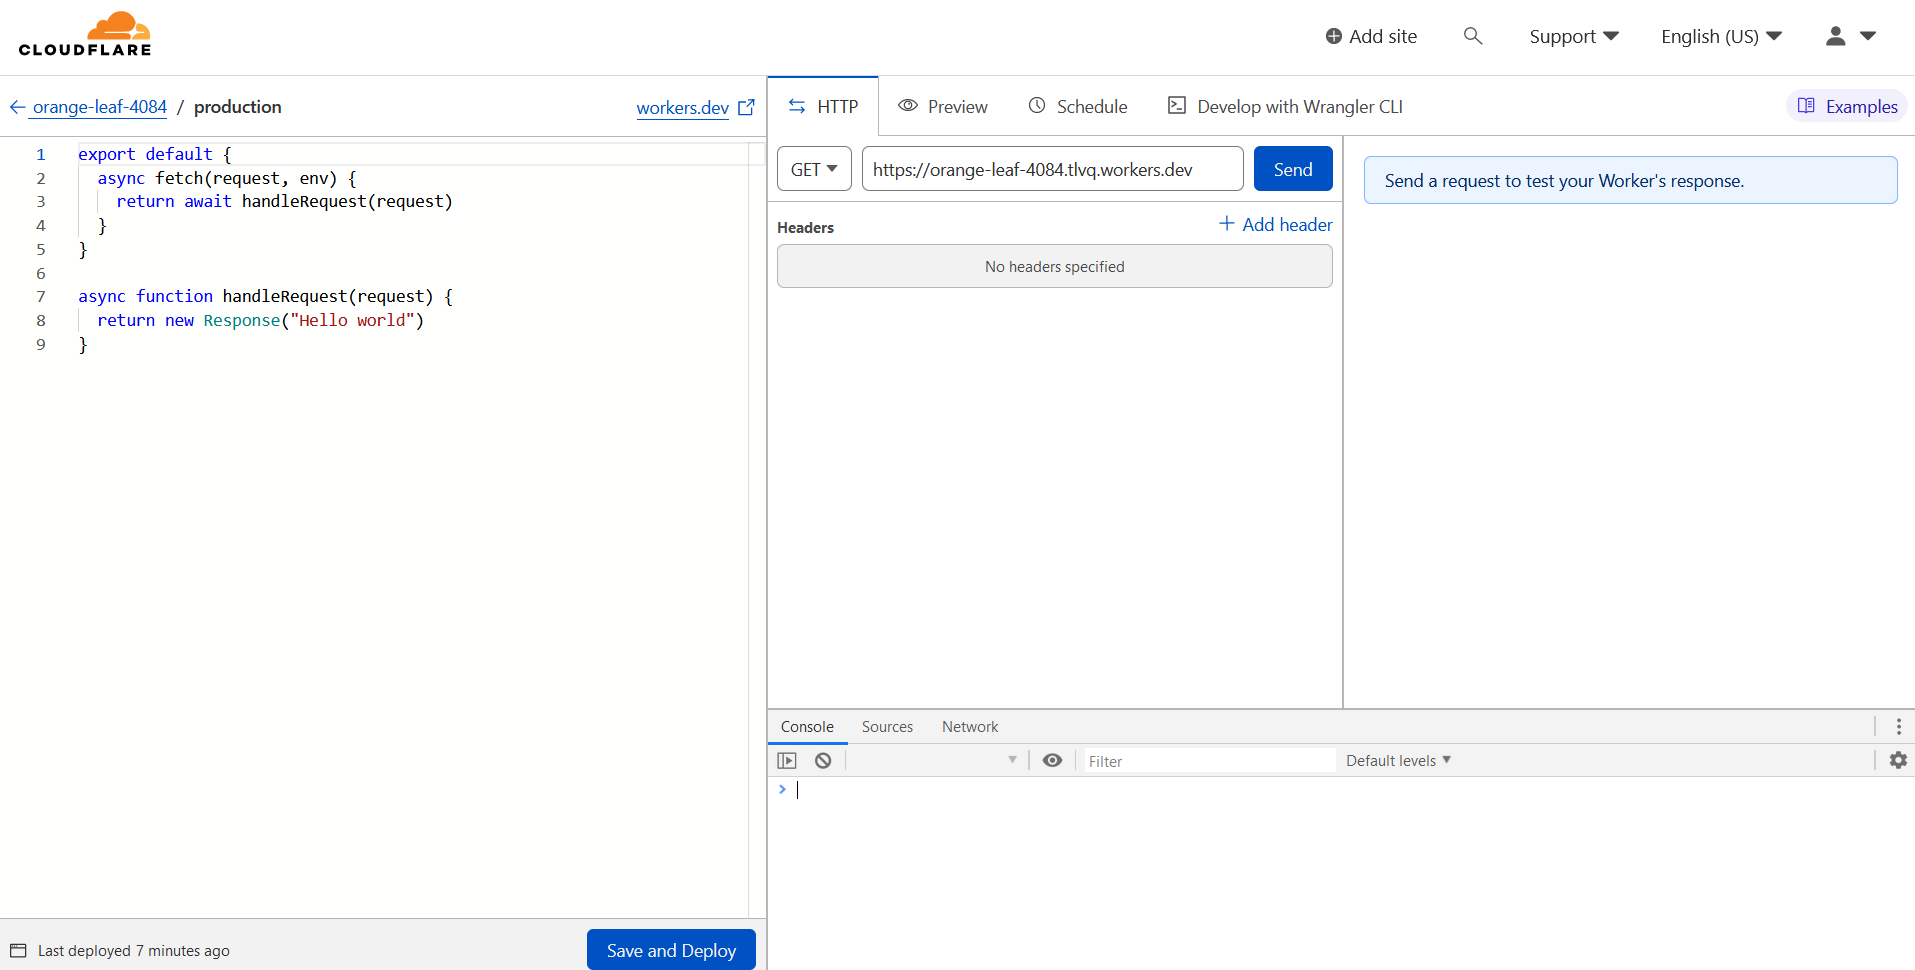 CLOUDFLARE
Add site
Support
English (US)
orange-leaf-4084 / production
workers.dev
HTTP
Preview
Schedule
Develop with Wrangler CLI
Examples
1 export default {
2 async fetch(request, env) {
3 return await handleRequest(request)
4 }
5 }
6
7 async function handleRequest(request) {
8 return new Response("Hello world")
9 }
GET
https://orange-leaf-4084.tlvq.workers.dev
Send
Send a request to test your Worker's response.
Headers
Add header
No headers specified
Console
Sources
Network
Filter
Default levels
Last deployed 7 minutes ago
Save and Deploy